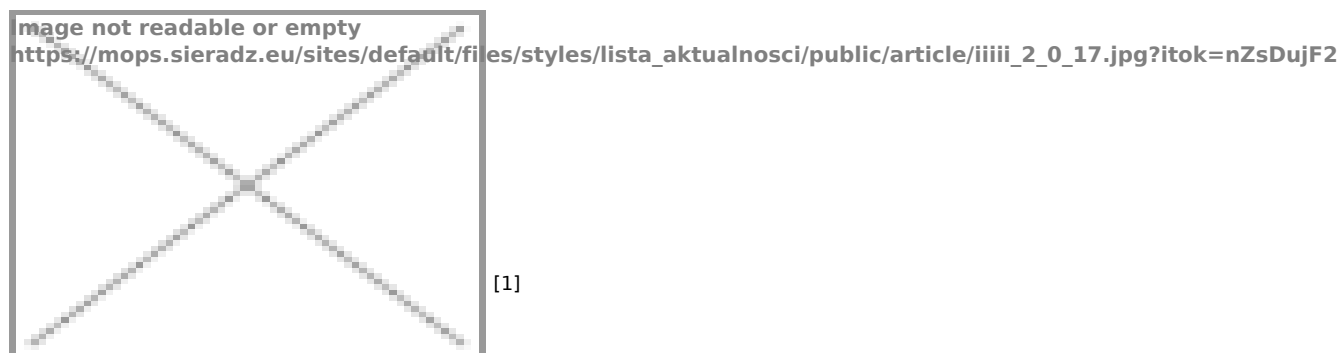 Image not readable or empty
https://mops.sieradz.eu/sites/default/files/styles/lista_aktualnosci/public/article/iiiii_2_0_17.jpg?itok=nZsDujF2
[1]